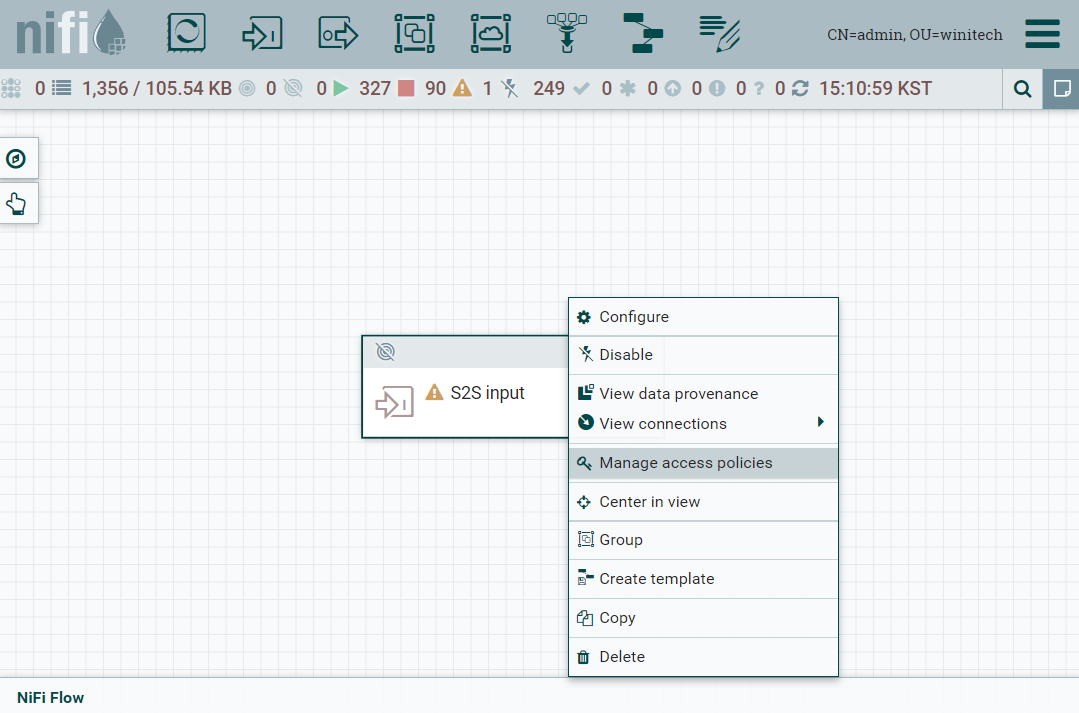 nifi
CN=admin, OU=winitech
0 1,356 / 105.54 KB 0 0 327 90 1 249 0 0 0 0 ? 0 15:10:59 KST
Configure
Disable
S2S input
View data provenance
View connections
Manage access policies
Center in view
Group
Create template
Copy
Delete
NiFi Flow